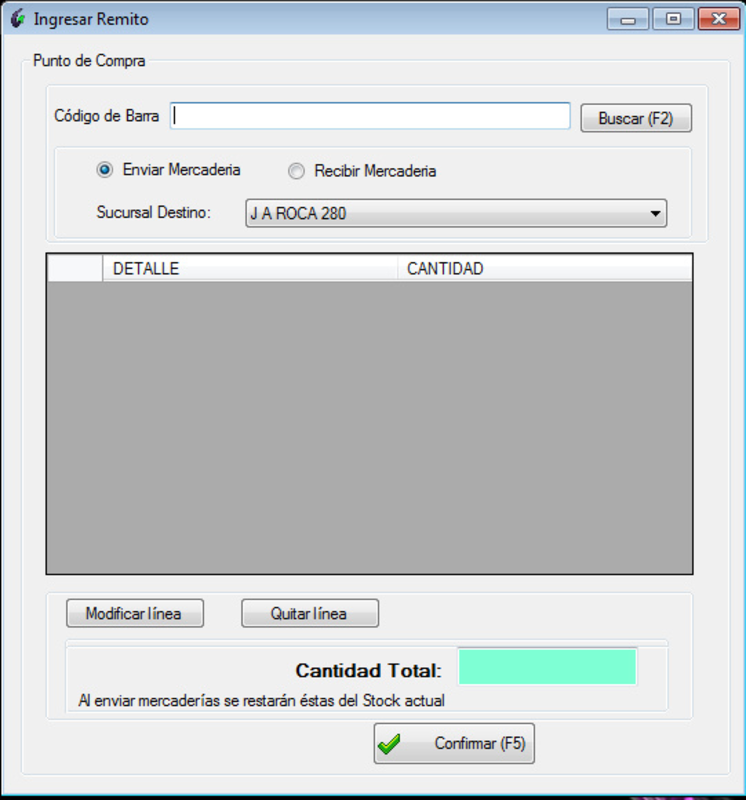 Ingresar Remito
Punto de Compra
Código de Barra
Buscar (F2)
Enviar Mercaderia
Recibir Mercaderia
Sucursal Destino:
J A ROCA 280
DETALLE
CANTIDAD
Modificar línea
Quitar línea
Cantidad Total:
Al enviar mercaderías se restarán éstas del Stock actual
Confirmar (F5)